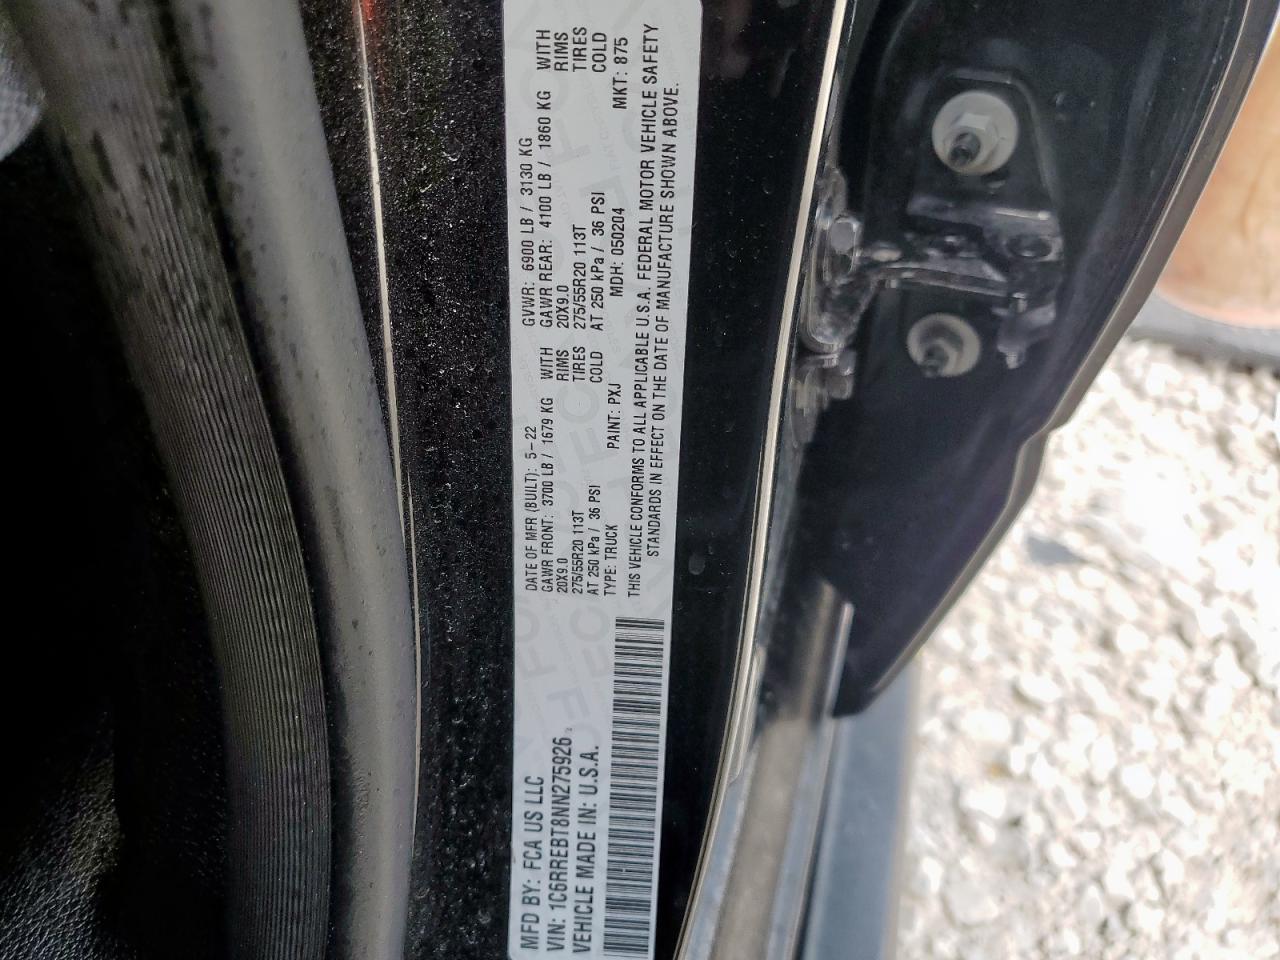 MFD BY: FCA US LLC
VIN: 1C6RREBT8NN275926
VEHICLE MADE IN: U.S.A.
DATE OF MFR (BUILT): 5-22 GVWR: 6900 LB / 3130 KG
GAWR FRONT: 3700 LB / 1679 KG WITH GAWR REAR: 4100 LB / 1860 KG WITH
20X9.0 RIMS 20X9.0 RIMS
275/55R20 113T TIRES 275/55R20 113T TIRES
AT 250 kPa / 36 PSI COLD AT 250 kPa / 36 PSI COLD
TYPE: TRUCK PAINT: PXJ MDH: 050204 MKT: 875
THIS VEHICLE CONFORMS TO ALL APPLICABLE U.S.A. FEDERAL MOTOR VEHICLE SAFETY
STANDARDS IN EFFECT ON THE DATE OF MANUFACTURE SHOWN ABOVE.